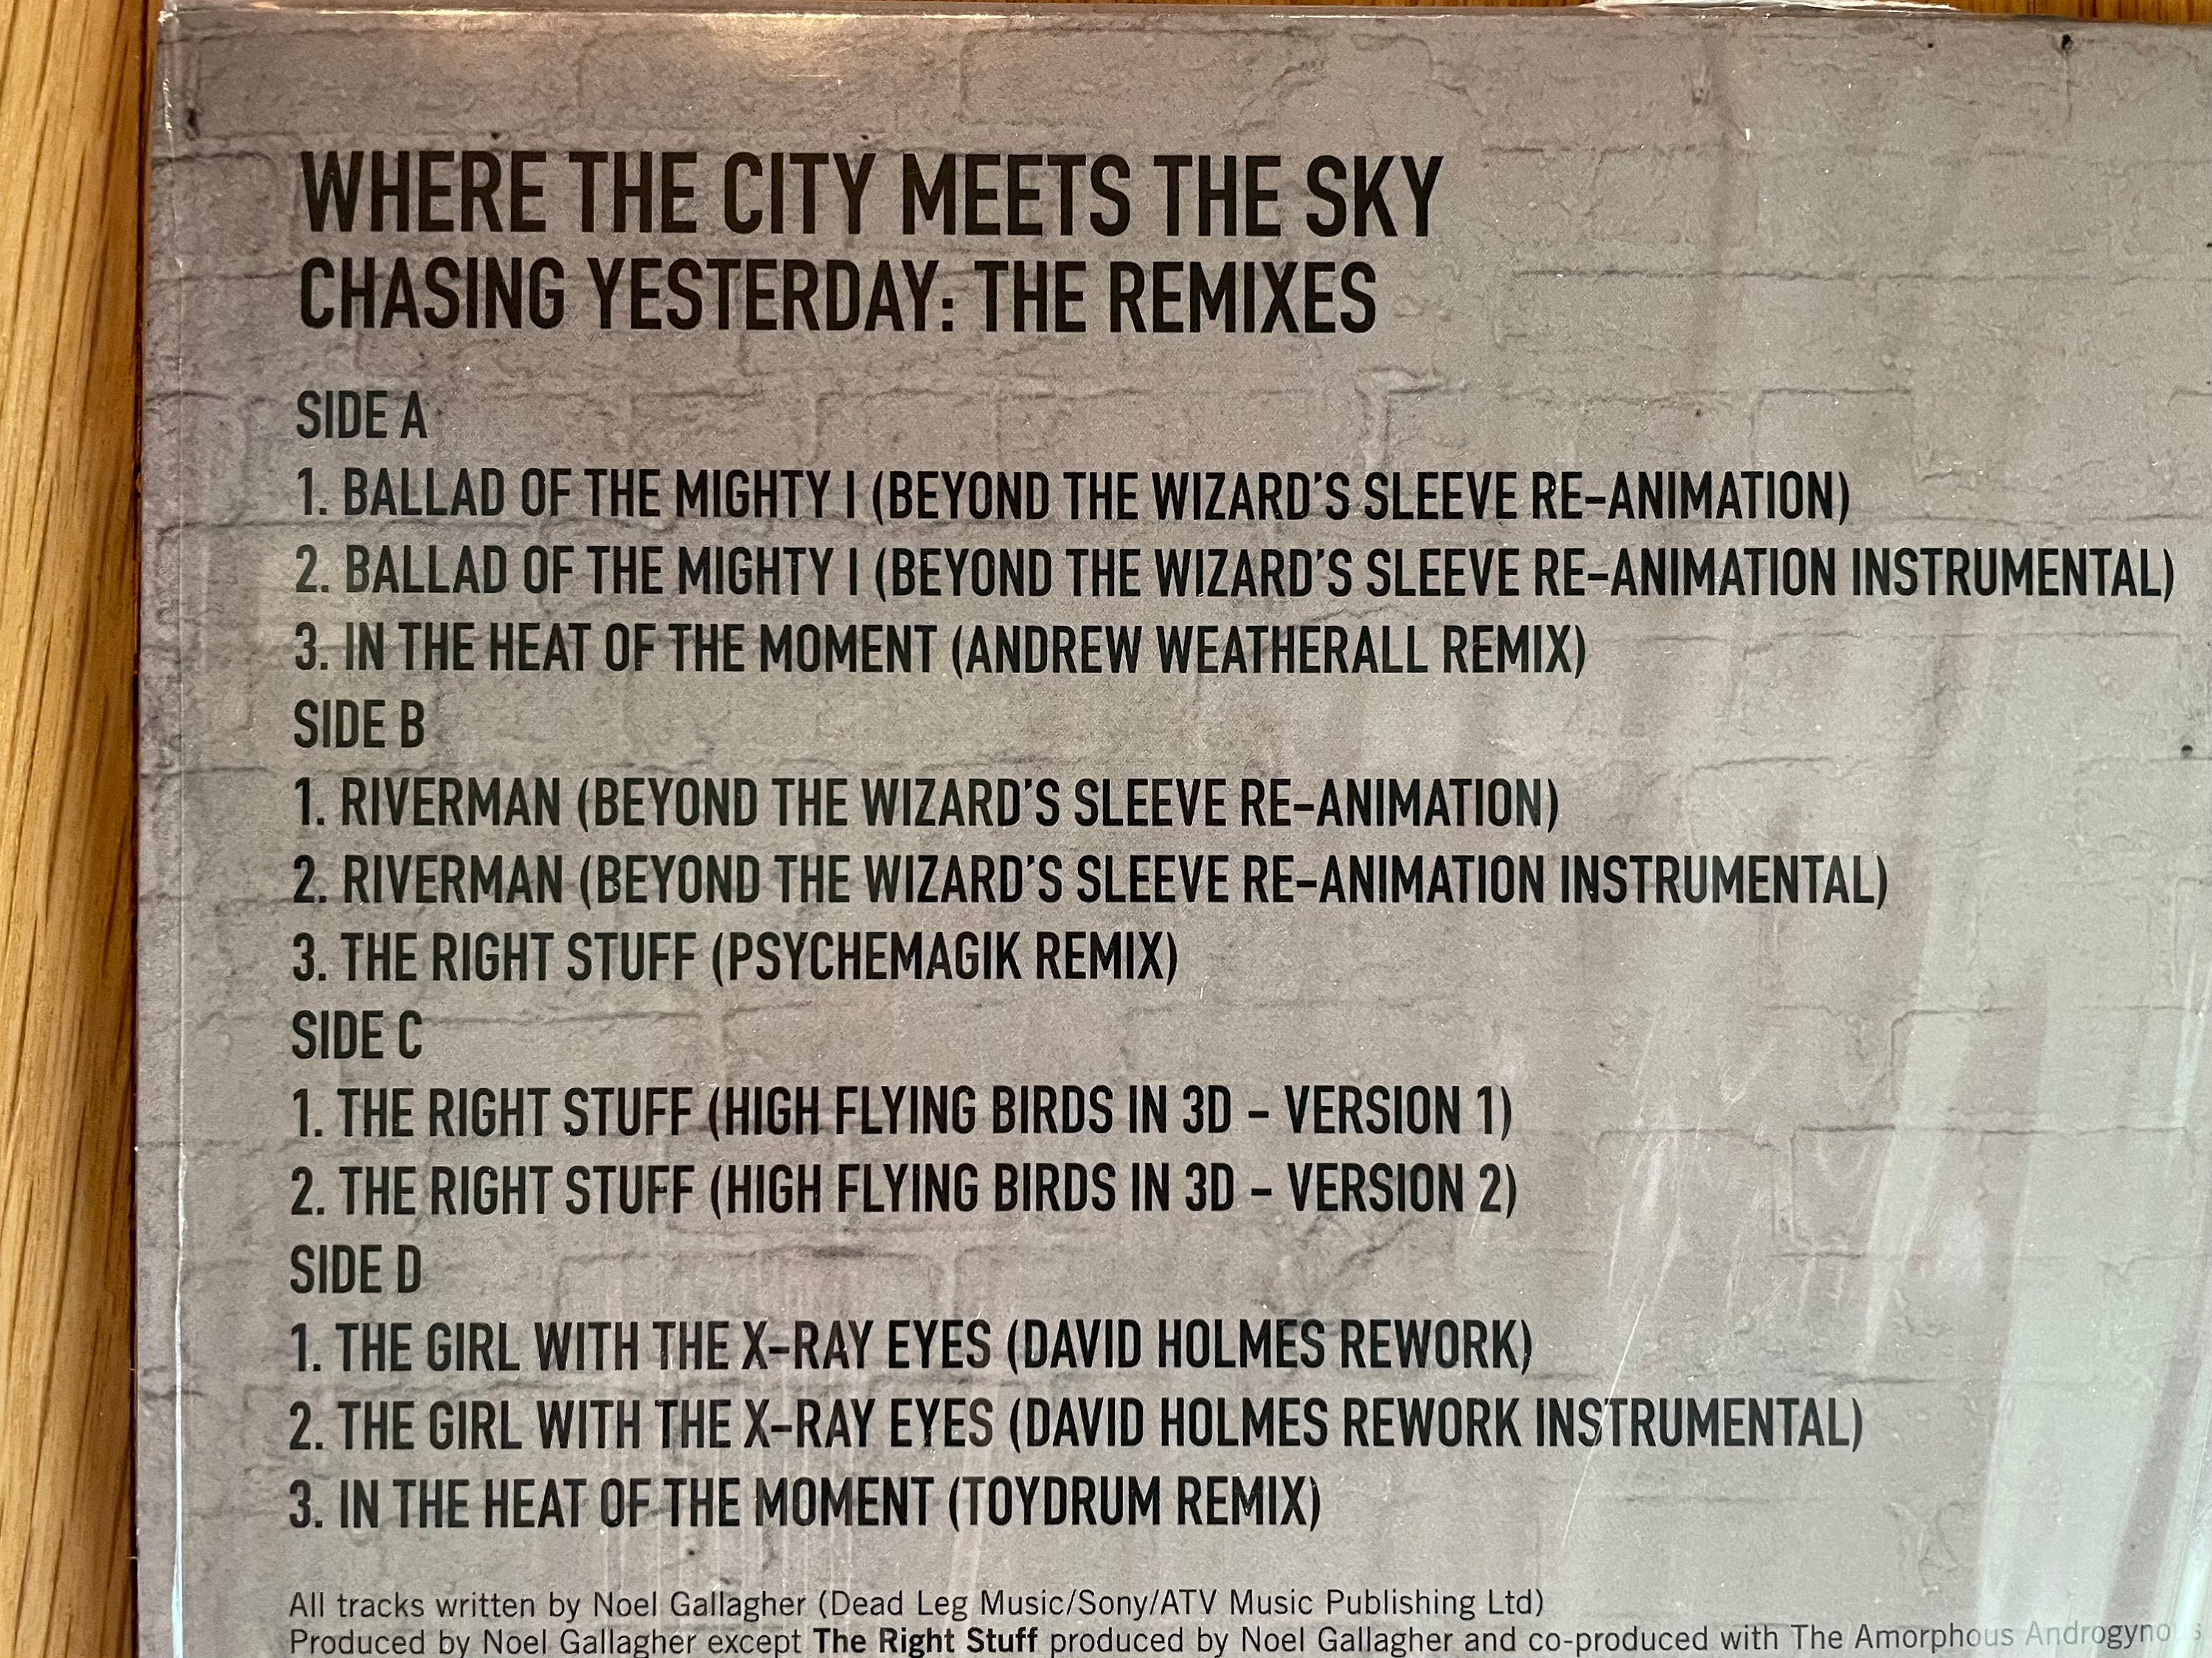 WHERE THE CITY MEETS THE SKY
CHASING YESTERDAY: THE REMIXES
SIDE A
1. BALLAD OF THE MIGHTY I (BEYOND THE WIZARD'S SLEEVE RE-ANIMATION)
2. BALLAD OF THE MIGHTY I (BEYOND THE WIZARD'S SLEEVE RE-ANIMATION INSTRUMENTAL)
3. IN THE HEAT OF THE MOMENT (ANDREW WEATHERALL REMIX)
SIDE B
1. RIVERMAN (BEYOND THE WIZARD'S SLEEVE RE-ANIMATION)
2. RIVERMAN (BEYOND THE WIZARD'S SLEEVE RE-ANIMATION INSTRUMENTAL)
3. THE RIGHT STUFF (PSYCHEMAGIK REMIX)
SIDE C
1. THE RIGHT STUFF (HIGH FLYING BIRDS IN 3D – VERSION 1)
2. THE RIGHT STUFF (HIGH FLYING BIRDS IN 3D – VERSION 2)
SIDE D
1. THE GIRL WITH THE X-RAY EYES (DAVID HOLMES REWORK)
2. THE GIRL WITH THE X-RAY EYES (DAVID HOLMES REWORK INSTRUMENTAL)
3. IN THE HEAT OF THE MOMENT (TOYDRUM REMIX)
All tracks written by Noel Gallagher (Dead Leg Music/Sony/ATV Music Publishing Ltd)
Produced by Noel Gallagher except The Right Stuff produced by Noel Gallagher and co-produced with The Amorphous Androgynous